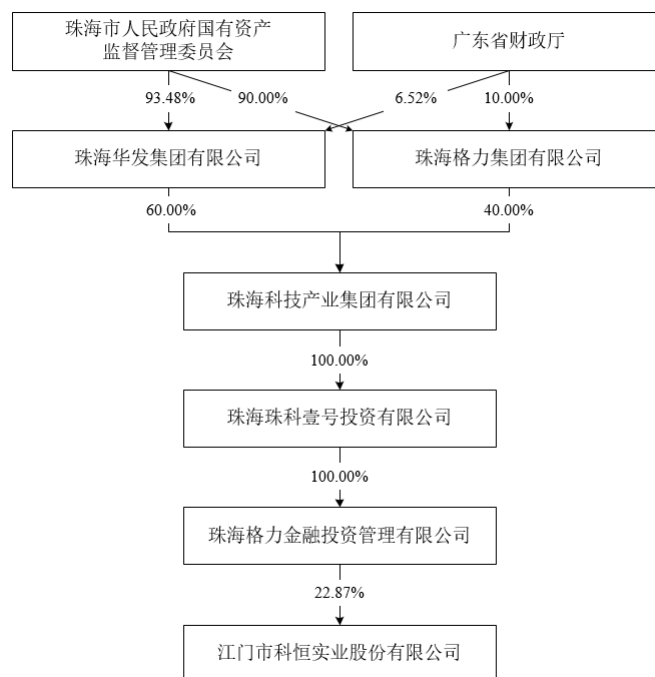 珠海市人民政府国有资产
监督管理委员会
广东省财政厅
93.48%
90.00%
6.52%
10.00%
珠海华发集团有限公司
珠海格力集团有限公司
60.00%
40.00%
珠海科技产业集团有限公司
100.00%
珠海珠科壹号投资有限公司
100.00%
珠海格力金融投资管理有限公司
22.87%
江门市科恒实业股份有限公司